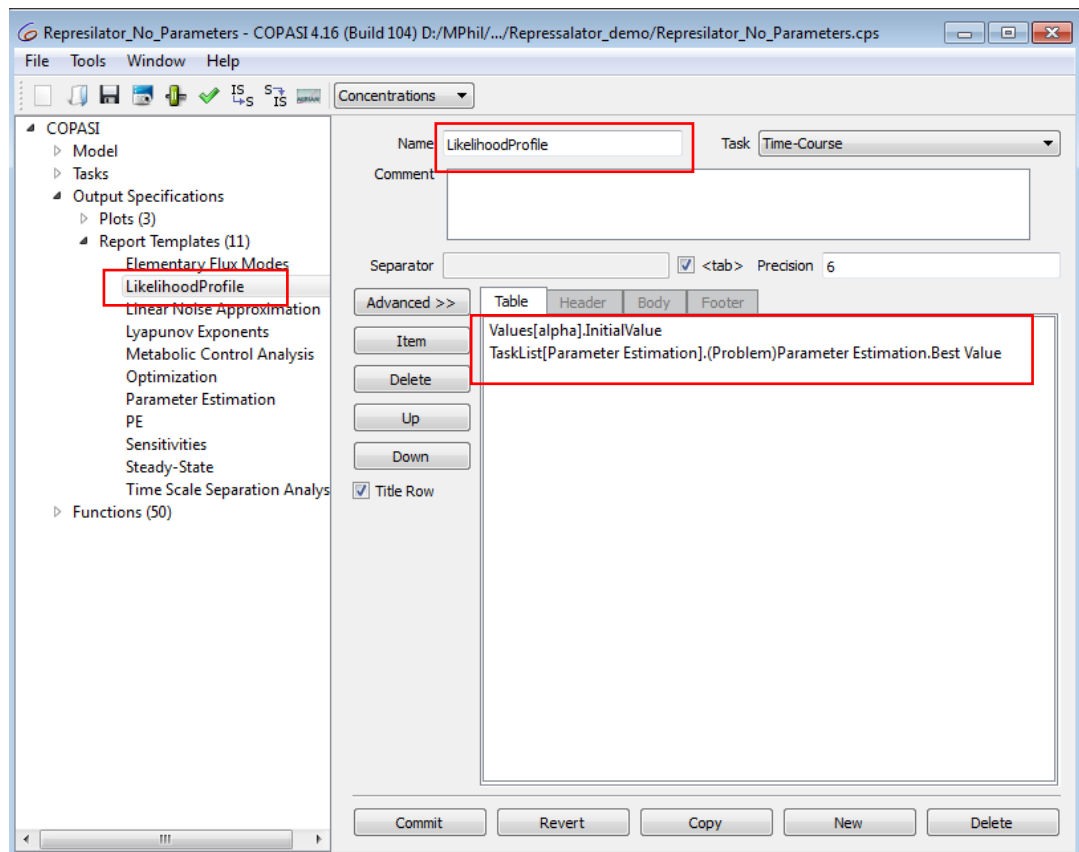 Represilator_No_Parameters - COPASI 4.16 (Build 104) D:/MPhil/.../Repressalator_demo/Represilator_No_Parameters.cps
File Tools Window Help
IS S Concentrations
S IS
COPASI
Model
Tasks
Output Specifications
Plots (3)
Report Templates (11)
Elementary Flux Modes
LikelihoodProfile
Linear Noise Approximation
Lyapunov Exponents
Metabolic Control Analysis
Optimization
Parameter Estimation
PE
Sensitivities
Steady-State
Time Scale Separation Analys
Functions (50)
Name LikelihoodProfile Task Time-Course
Comment
Separator <tab> Precision 6
Advanced >> Table Header Body Footer
Item
Delete
Up
Down
Title Row
Values[alpha].InitialValue
TaskList[Parameter Estimation].(Problem)Parameter Estimation.Best Value
Commit Revert Copy New Delete